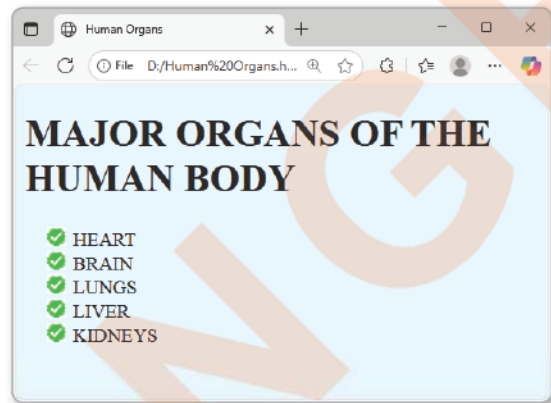 Human Organs
File D:/Human%20Organs.h...
MAJOR ORGANS OF THE
HUMAN BODY
HEART
BRAIN
LUNGS
LIVER
KIDNEYS